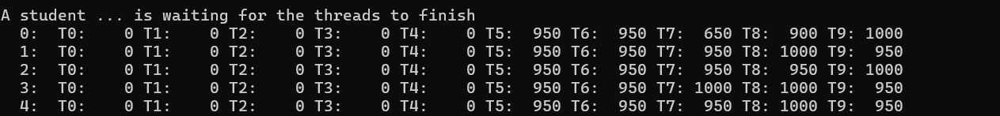 A student ... is waiting for the threads to finish
  0:  T0:    0 T1:    0 T2:    0 T3:    0 T4:    0 T5:  950 T6:  950 T7:  650 T8:  900 T9: 1000
  1:  T0:    0 T1:    0 T2:    0 T3:    0 T4:    0 T5:  950 T6:  950 T7:  950 T8: 1000 T9:  950
  2:  T0:    0 T1:    0 T2:    0 T3:    0 T4:    0 T5:  950 T6:  950 T7:  950 T8:  950 T9: 1000
  3:  T0:    0 T1:    0 T2:    0 T3:    0 T4:    0 T5:  950 T6:  950 T7: 1000 T8: 1000 T9:  950
  4:  T0:    0 T1:    0 T2:    0 T3:    0 T4:    0 T5:  950 T6:  950 T7:  950 T8: 1000 T9:  950